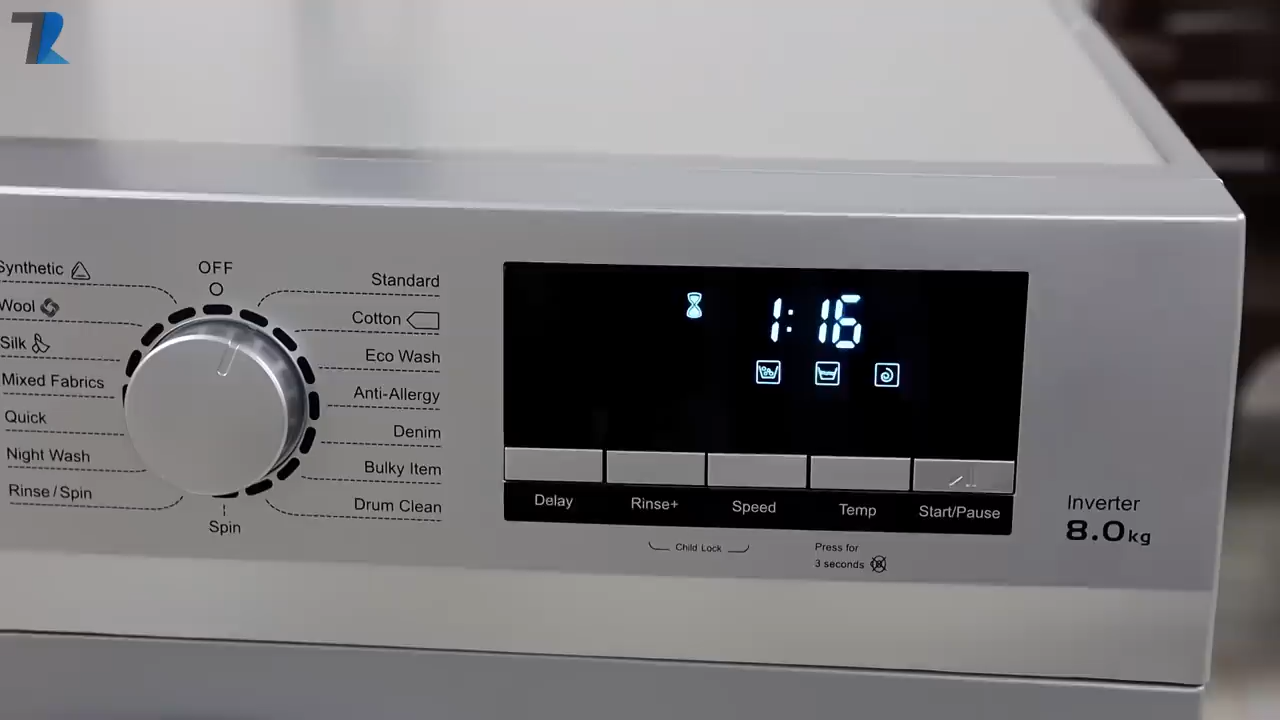 OFF
Synthetic
Wool
Silk
Mixed Fabrics
Quick
Night Wash
Rinse/Spin
Spin
Standard
Cotton
Eco Wash
Anti-Allergy
Denim
Bulky Item
Drum Clean
1:16
Delay
Rinse+
Speed
Temp
Start/Pause
Child Lock
Press for
3 seconds
Inverter
8.0kg